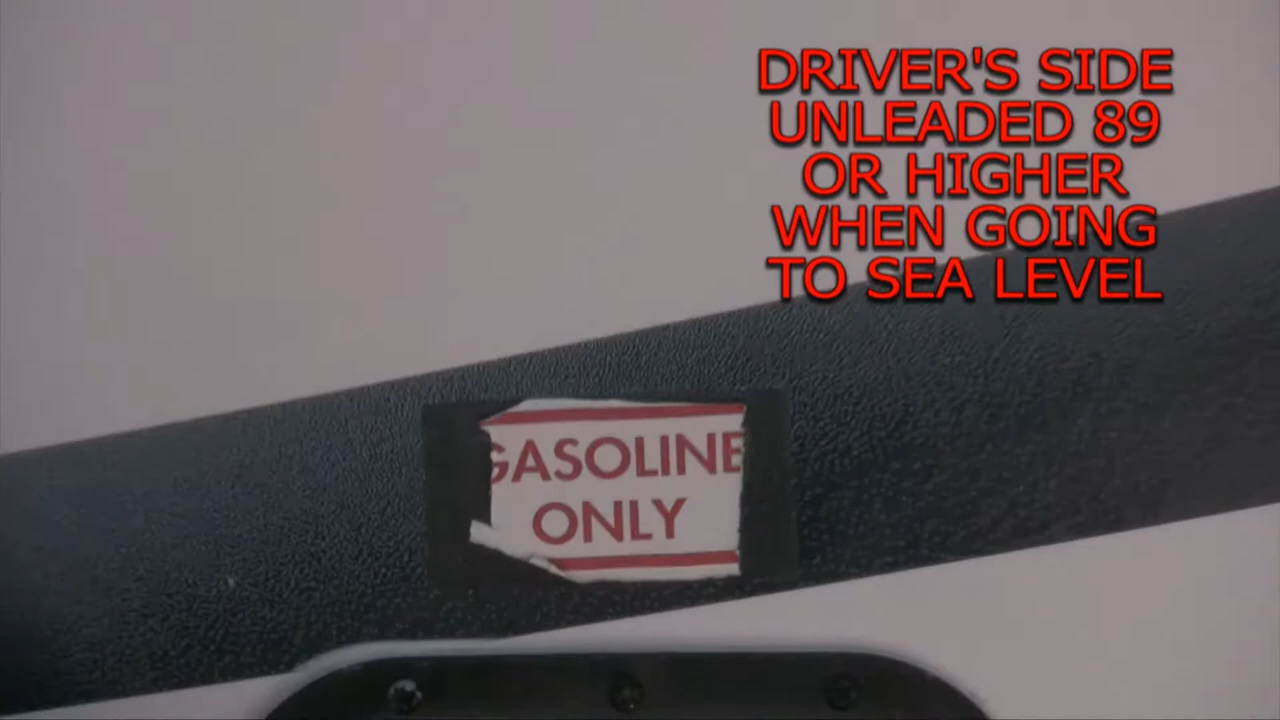 DRIVER'S SIDE
UNLEADED 89
OR HIGHER
WHEN GOING
TO SEA LEVEL
GASOLINE
ONLY